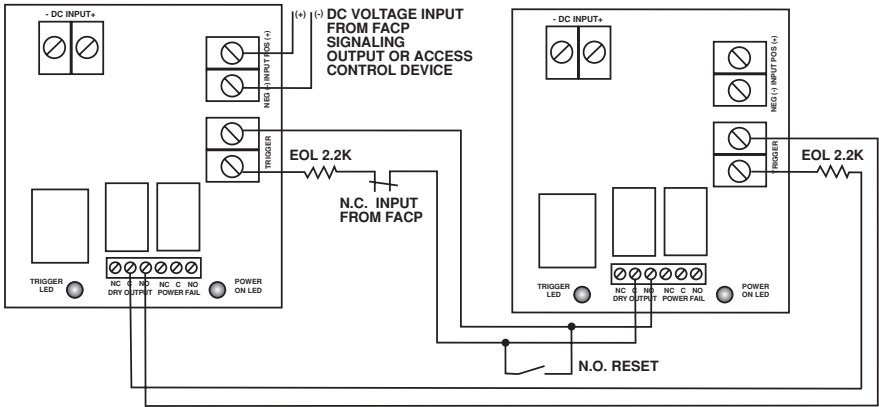 - DC INPUT+
(+)
(-)
DC VOLTAGE INPUT
FROM FACP
SIGNALING
OUTPUT OR ACCESS
CONTROL DEVICE
NEG (-) INPUT POS (+)
TRIGGER
EOL 2.2K
N.C. INPUT
FROM FACP
TRIGGER
LED
NC C NO NC C NO
DRY OUTPUT POWER FAIL
POWER
ON LED
- DC INPUT+
NEG (-) INPUT POS (+)
TRIGGER
EOL 2.2K
TRIGGER
LED
NC C NO NC C NO
DRY OUTPUT POWER FAIL
POWER
ON LED
N.O. RESET